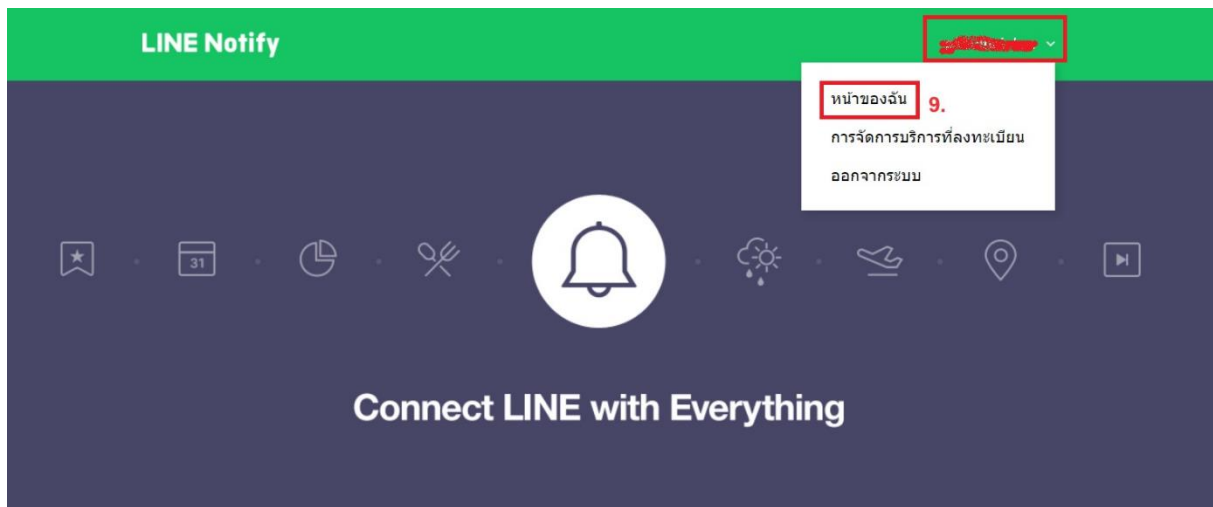 LINE Notify
หน้าของฉัน
9.
การจัดการบริการที่ลงทะเบียน
ออกจากระบบ
31
Connect LINE with Everything